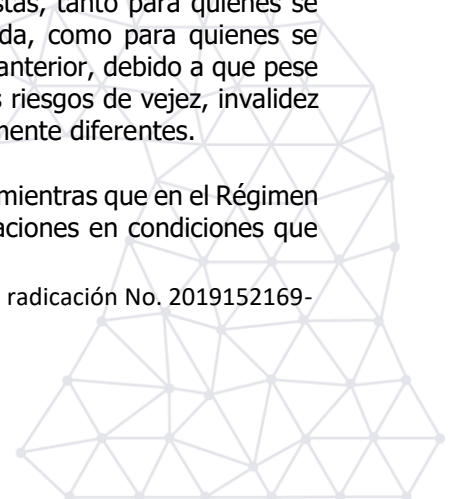 stas, tanto para quienes se
da, como para quienes se
anterior, debido a que pese
s riesgos de vejez, invalidez
mente diferentes.
mientras que en el Régimen
aciones en condiciones que
radicación No. 2019152169-